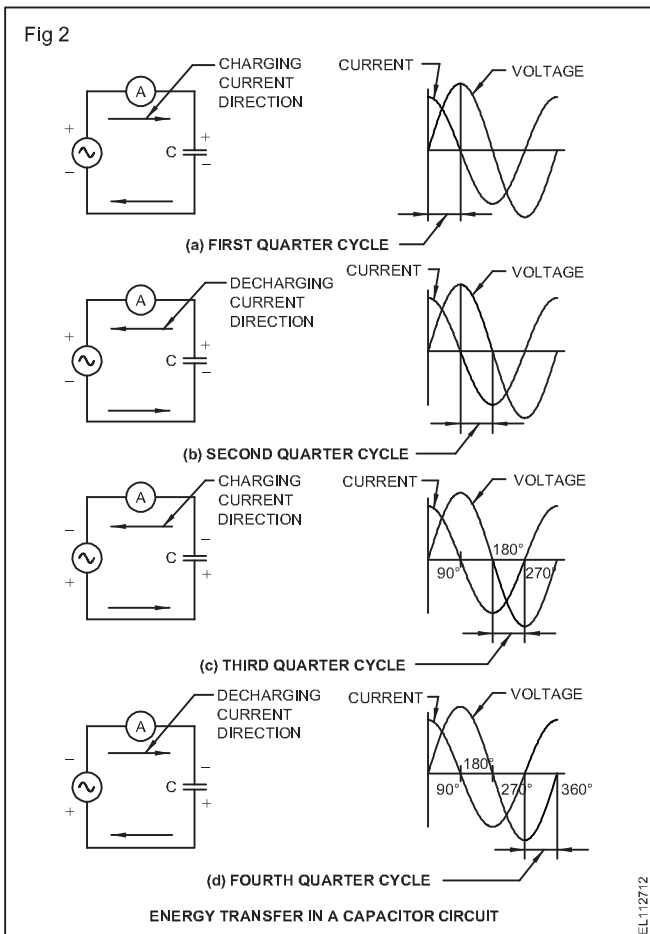 Fig 2
CHARGING
CURRENT
DIRECTION
A
+
−
C
+
−
CURRENT
VOLTAGE
(a) FIRST QUARTER CYCLE
DECHARGING
CURRENT
DIRECTION
A
+
−
C
+
−
CURRENT
VOLTAGE
(b) SECOND QUARTER CYCLE
CHARGING
CURRENT
DIRECTION
A
−
+
C
−
+
CURRENT
VOLTAGE
90°
180°
270°
(c) THIRD QUARTER CYCLE
DECHARGING
CURRENT
DIRECTION
A
−
+
C
−
+
CURRENT
VOLTAGE
90°
180°
270°
360°
(d) FOURTH QUARTER CYCLE
ENERGY TRANSFER IN A CAPACITOR CIRCUIT
EL112712